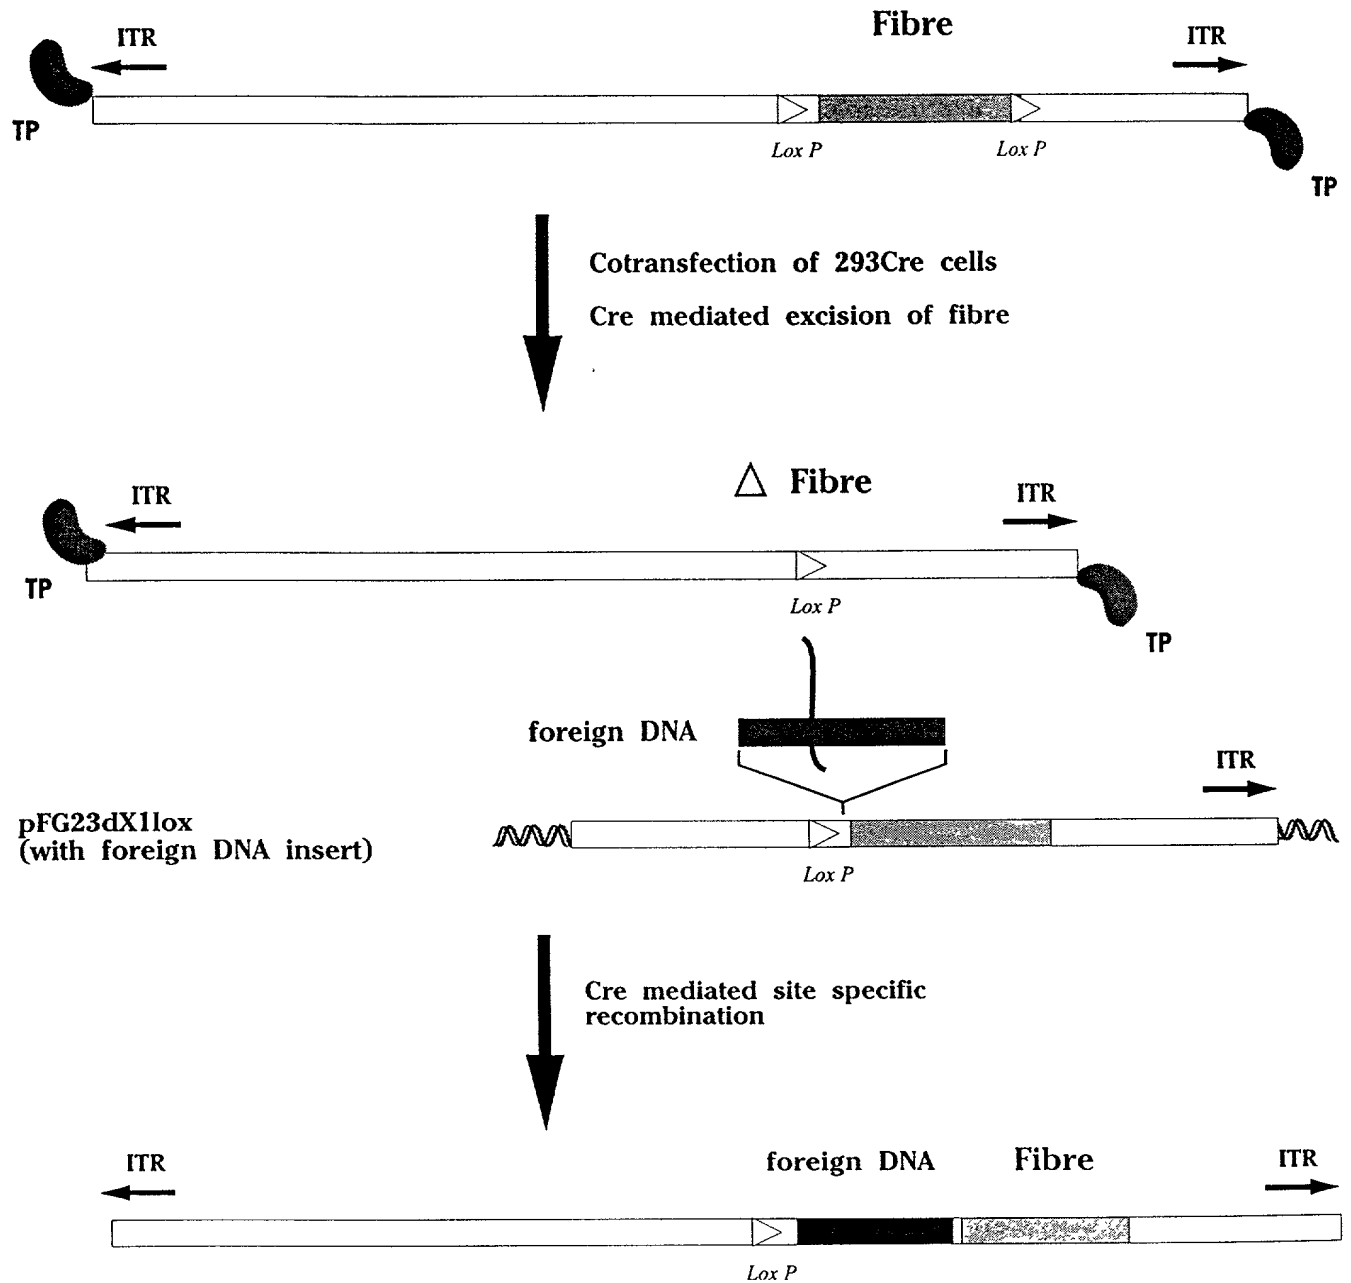 Fibre
ITR
ITR
TP
Lox P
Lox P
TP
Cotransfection of 293Cre cells
Cre mediated excision of fibre
△ Fibre
ITR
ITR
TP
Lox P
TP
foreign DNA
ITR
pFG23dX1lox
(with foreign DNA insert)
Lox P
Cre mediated site specific
recombination
ITR
foreign DNA
Fibre
ITR
Lox P